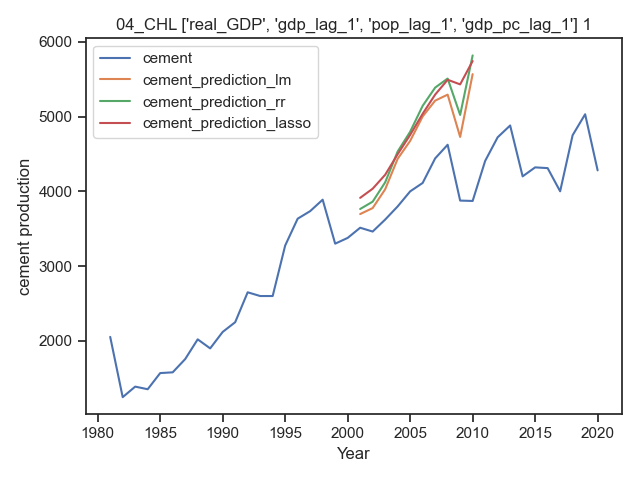 04_CHL ['real_GDP', 'gdp_lag_1', 'pop_lag_1', 'gdp_pc_lag_1'] 1
cement
cement_prediction_lm
cement_prediction_rr
cement_prediction_lasso
cement production
6000
5000
4000
3000
2000
1980 1985 1990 1995 2000 2005 2010 2015 2020
Year